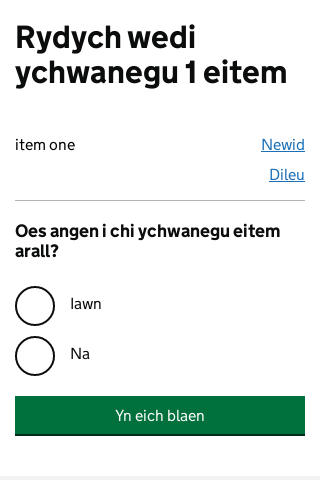 Rydych wedi
ychwanegu 1 eitem
item one
Newid
Dileu
Oes angen i chi ychwanegu eitem
arall?
Iawn
Na
Yn eich blaen